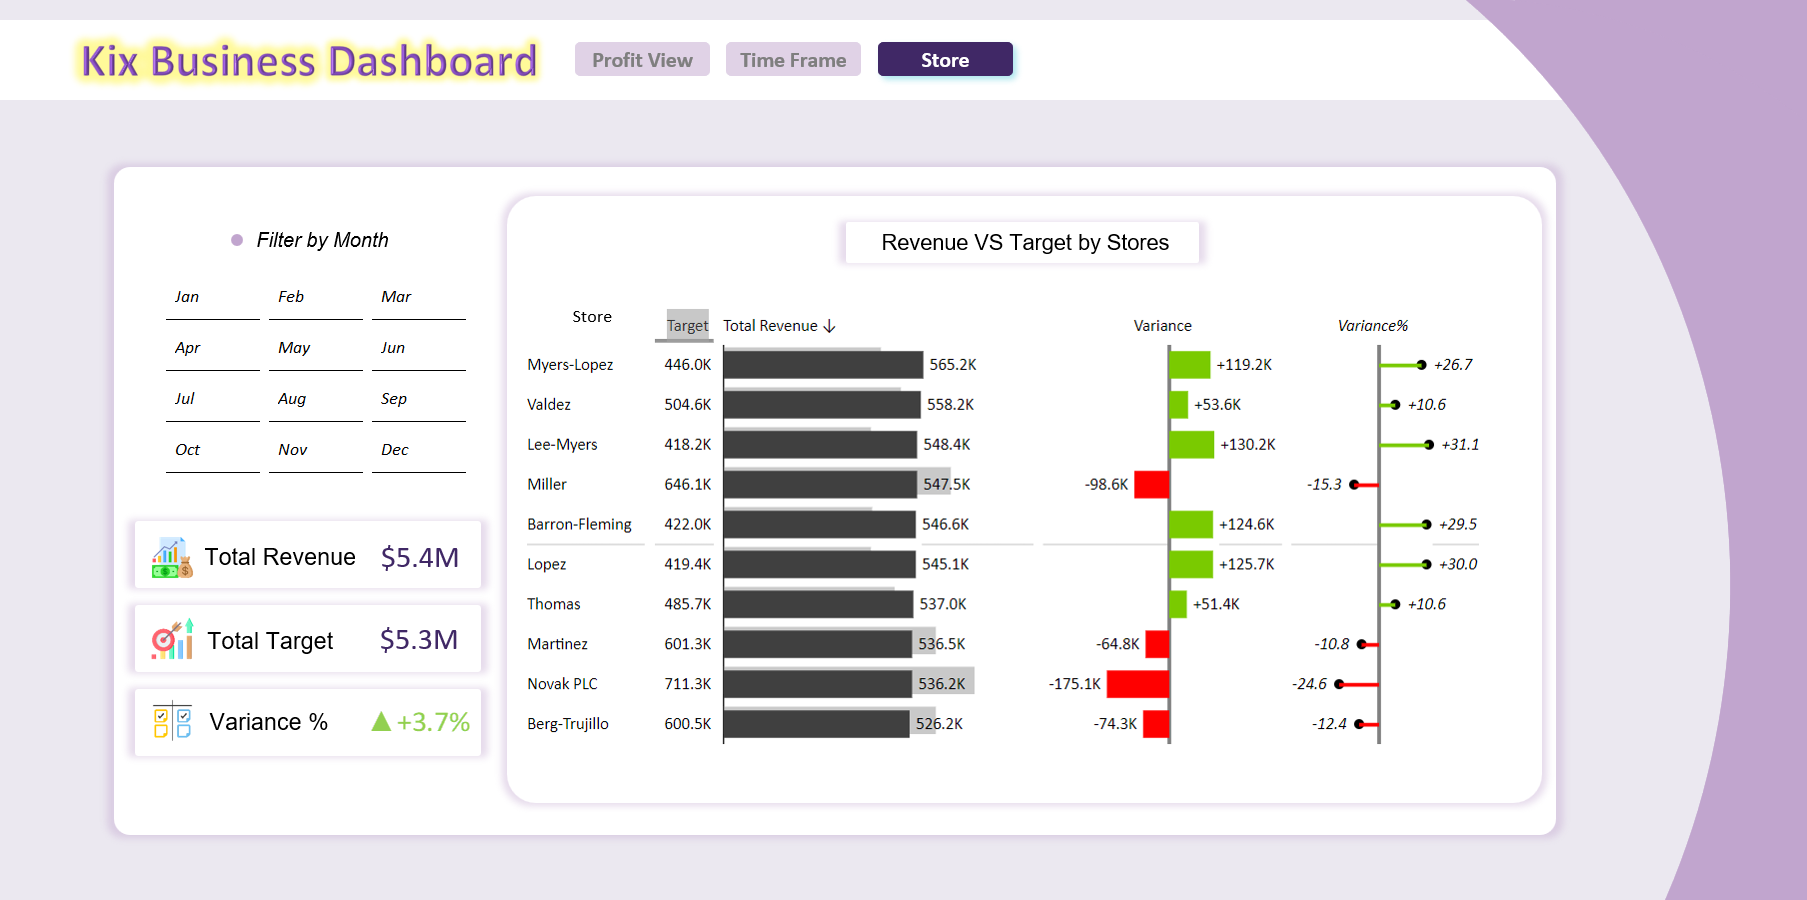 Kix Business Dashboard
Profit View
Time Frame
Store
Filter by Month
Jan Feb Mar
Apr May Jun
Jul Aug Sep
Oct Nov Dec
Total Revenue $5.4M
Total Target $5.3M
Variance % ▲+3.7%
Revenue VS Target by Stores
Store Target Total Revenue ↓ Variance Variance%
Myers-Lopez 446.0K 565.2K +119.2K +26.7
Valdez 504.6K 558.2K +53.6K +10.6
Lee-Myers 418.2K 548.4K +130.2K +31.1
Miller 646.1K 547.5K -98.6K -15.3
Barron-Fleming 422.0K 546.6K +124.6K +29.5
Lopez 419.4K 545.1K +125.7K +30.0
Thomas 485.7K 537.0K +51.4K +10.6
Martinez 601.3K 536.5K -64.8K -10.8
Novak PLC 711.3K 536.2K -175.1K -24.6
Berg-Trujillo 600.5K 526.2K -74.3K -12.4